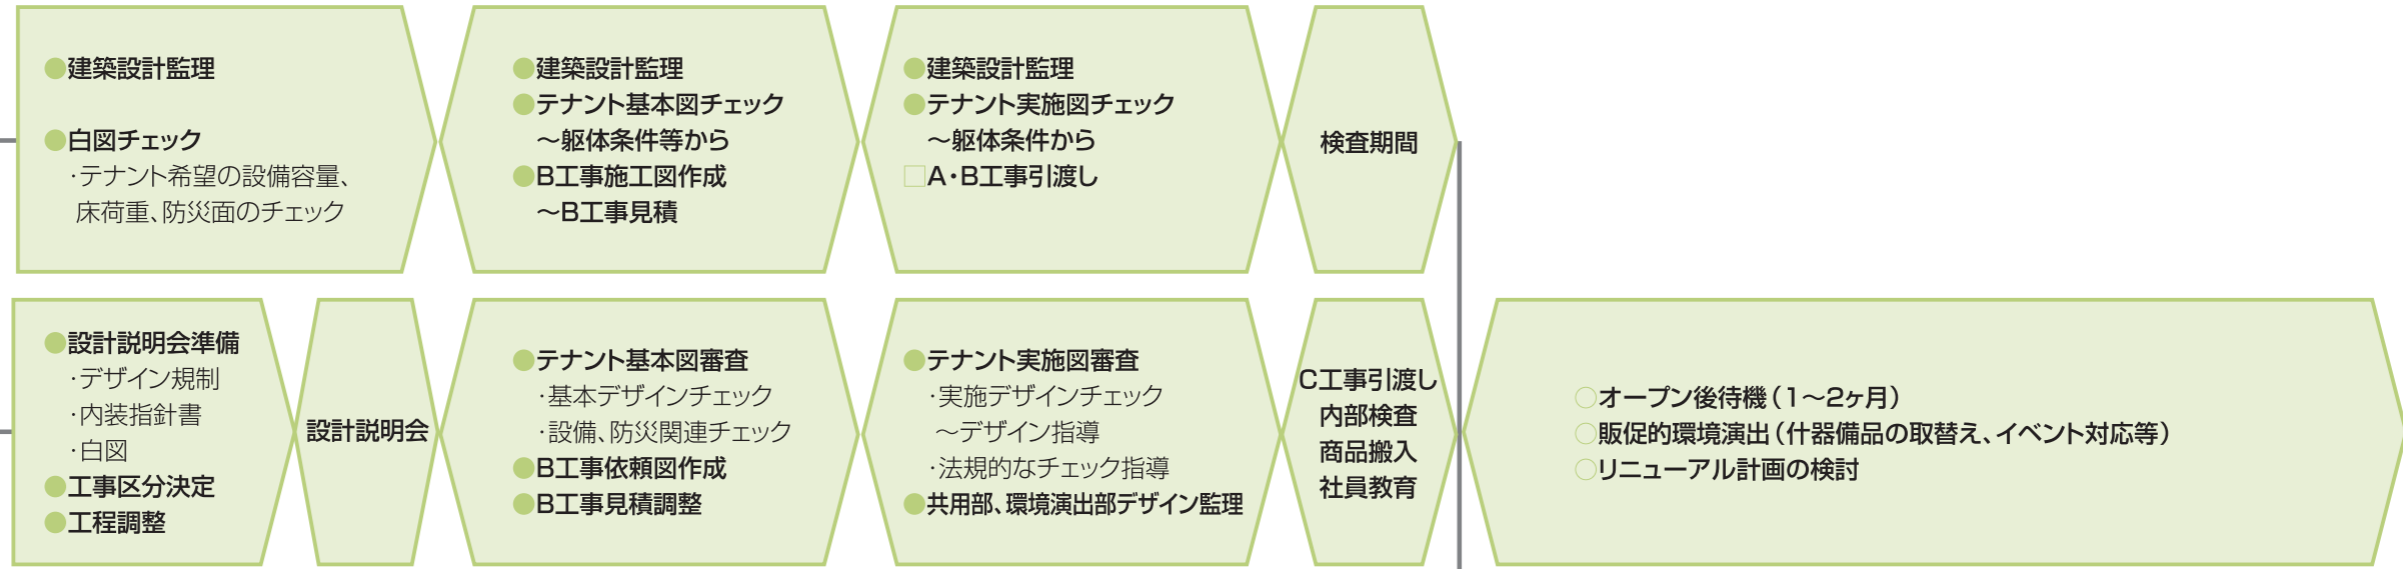 ●建築設計監理
●白図チェック
・テナント希望の設備容量、
床荷重、防災面のチェック
●建築設計監理
●テナント基本図チェック
～躯体条件等から
●B工事施工図作成
～B工事見積
●建築設計監理
●テナント実施図チェック
～躯体条件から
□A・B工事引渡し
検査期間
●設計説明会準備
・デザイン規制
・内装指針書
・白図
●工事区分決定
●工程調整
設計説明会
●テナント基本図審査
・基本デザインチェック
・設備、防災関連チェック
●B工事依頼図作成
●B工事見積調整
●テナント実施図審査
・実施デザインチェック
～デザイン指導
・法規的なチェック指導
●共用部、環境演出部デザイン監理
C工事引渡し
内部検査
商品搬入
社員教育
○オープン後待機（1～2ヶ月）
○販促的環境演出（什器備品の取替え、イベント対応等）
○リニューアル計画の検討